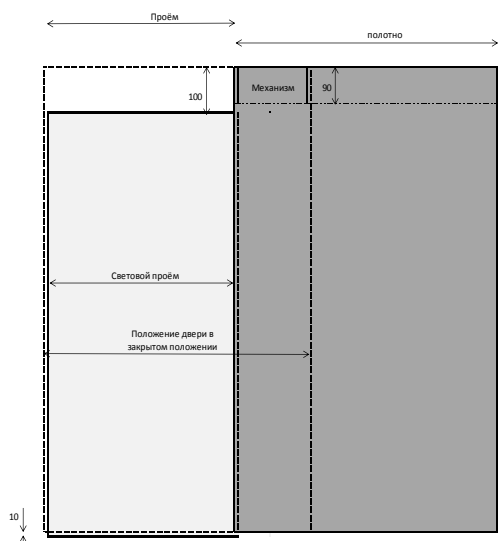 Проём
полотно
100
Механизм
90
Световой проём
Положение двери в
закрытом положении
10